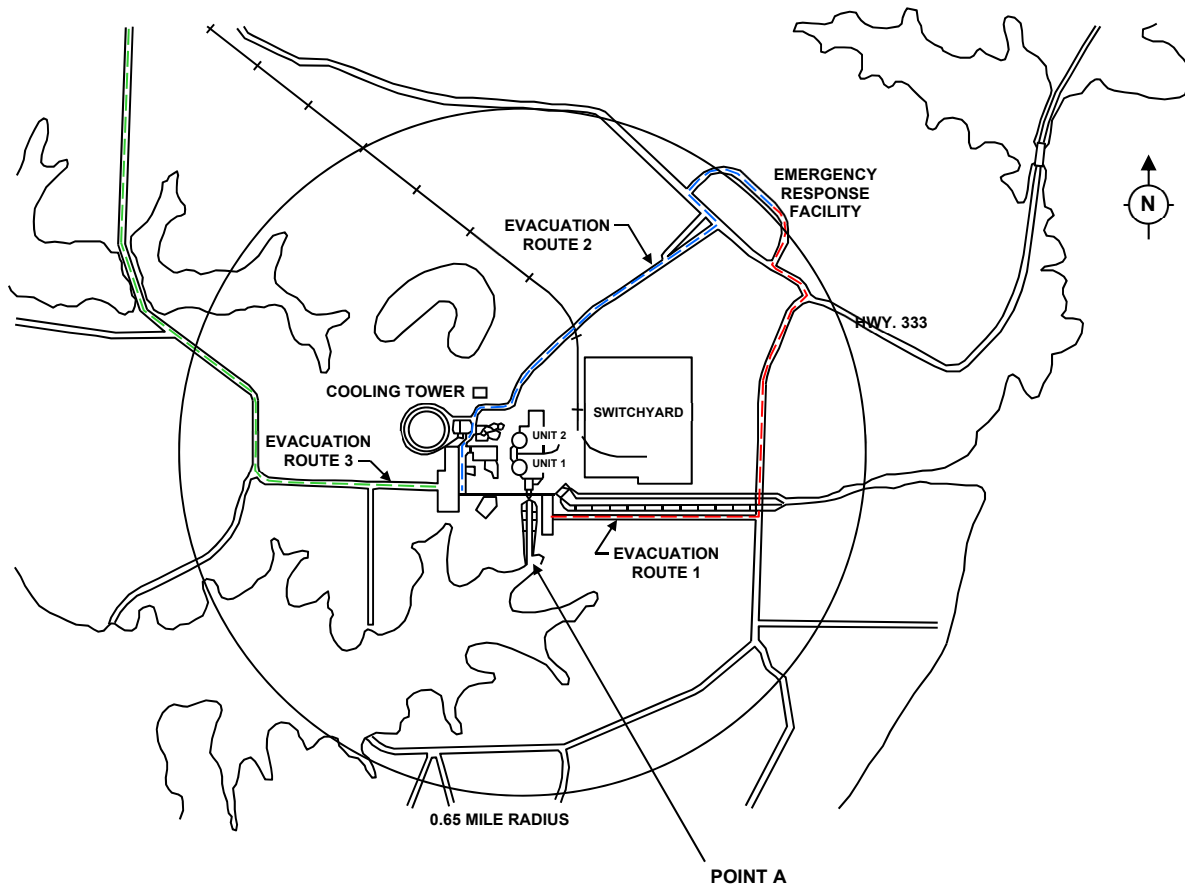 EMERGENCY
RESPONSE
FACILITY
N
EVACUATION
ROUTE 2
HWY. 333
COOLING TOWER
SWITCHYARD
UNIT 2
EVACUATION
ROUTE 3
UNIT 1
EVACUATION
ROUTE 1
0.65 MILE RADIUS
POINT A